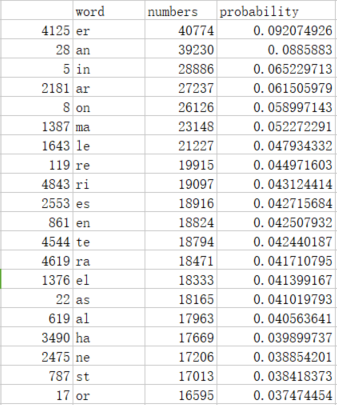 word numbers probability
4125 er 40774 0.092074926
28 an 39230 0.0885883
5 in 28886 0.065229713
2181 ar 27237 0.061505979
8 on 26126 0.058997143
1387 ma 23148 0.052272291
1643 le 21227 0.047934332
119 re 19915 0.044971603
4843 ri 19097 0.043124414
2553 es 18916 0.042715684
861 en 18824 0.042507932
4544 te 18794 0.042440187
4619 ra 18471 0.041710795
1376 el 18333 0.041399167
22 as 18165 0.041019793
619 al 17963 0.040563641
3490 ha 17669 0.039899737
2475 ne 17206 0.038854201
787 st 17013 0.038418373
17 or 16595 0.037474454